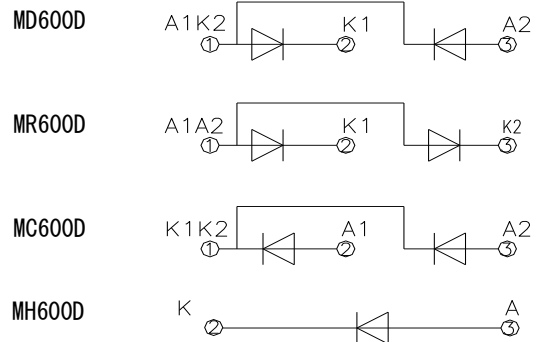 MD600D A1K2 K1 A2
1 2 3
MR600D A1A2 K1 K2
1 2 3
MC600D K1K2 A1 A2
1 2 3
MH600D K A
2 3